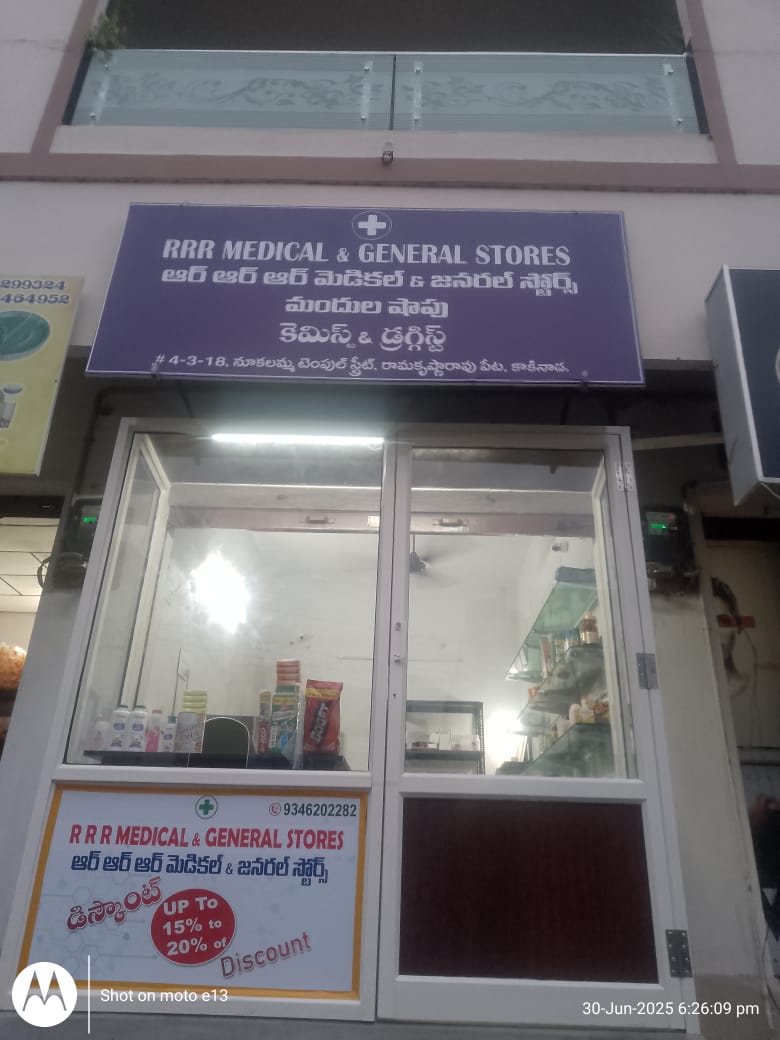 299324
464952
RRR MEDICAL & GENERAL STORES
ఆర్ ఆర్ ఆర్ మెడికల్ & జనరల్ స్టోర్స్
మందుల షాపు
కెమిస్ట్ & డ్రగ్గిస్ట్
# 4-3-18, నూకలమ్మ టెంపుల్ స్ట్రీట్, రామకృష్ణారావు పేట, కాకినాడ.
9346202282
R R R MEDICAL & GENERAL STORES
ఆర్ ఆర్ ఆర్ మెడికల్ & జనరల్ స్టోర్స్
డిస్కౌంట్
UP To
15% to
20% of
Discount
Shot on moto e13
30-Jun-2025 6:26:09 pm